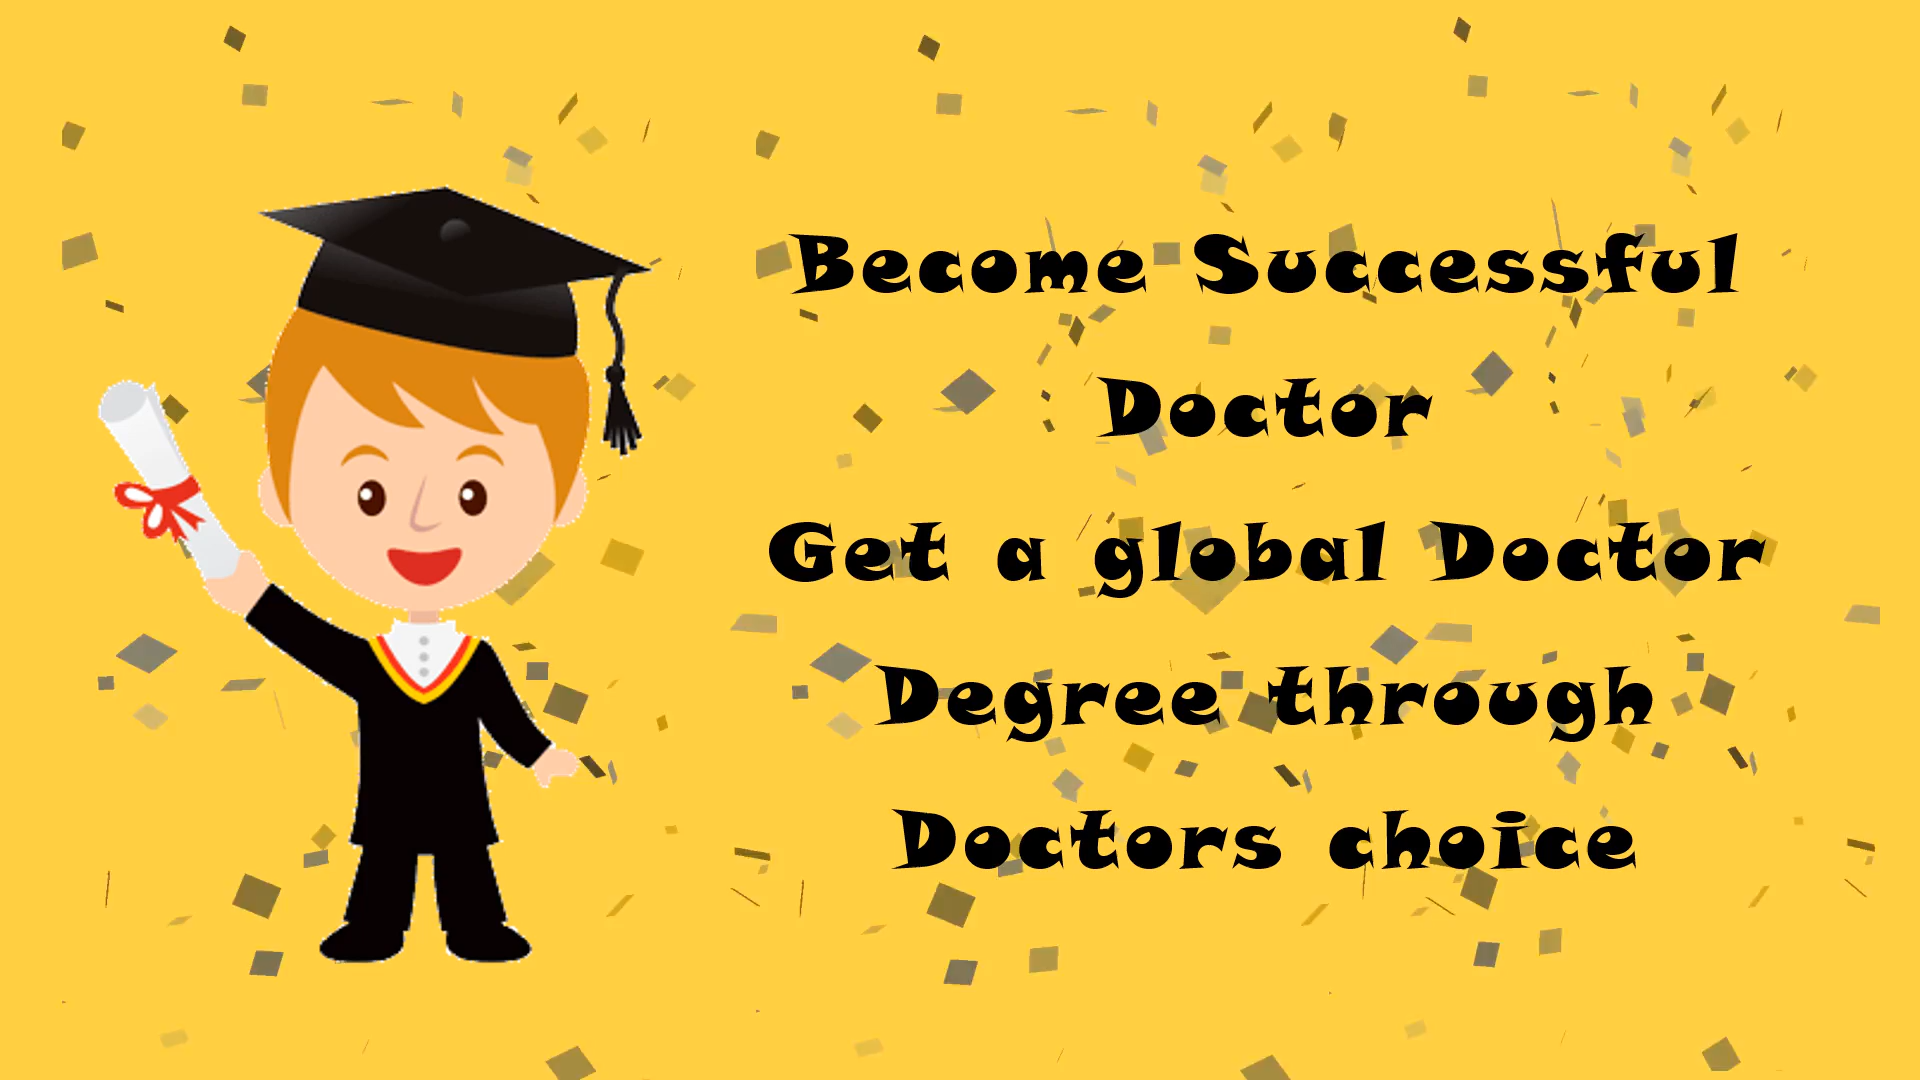 Become Successful
Doctor
Get a global Doctor
Degree through
Doctors choice